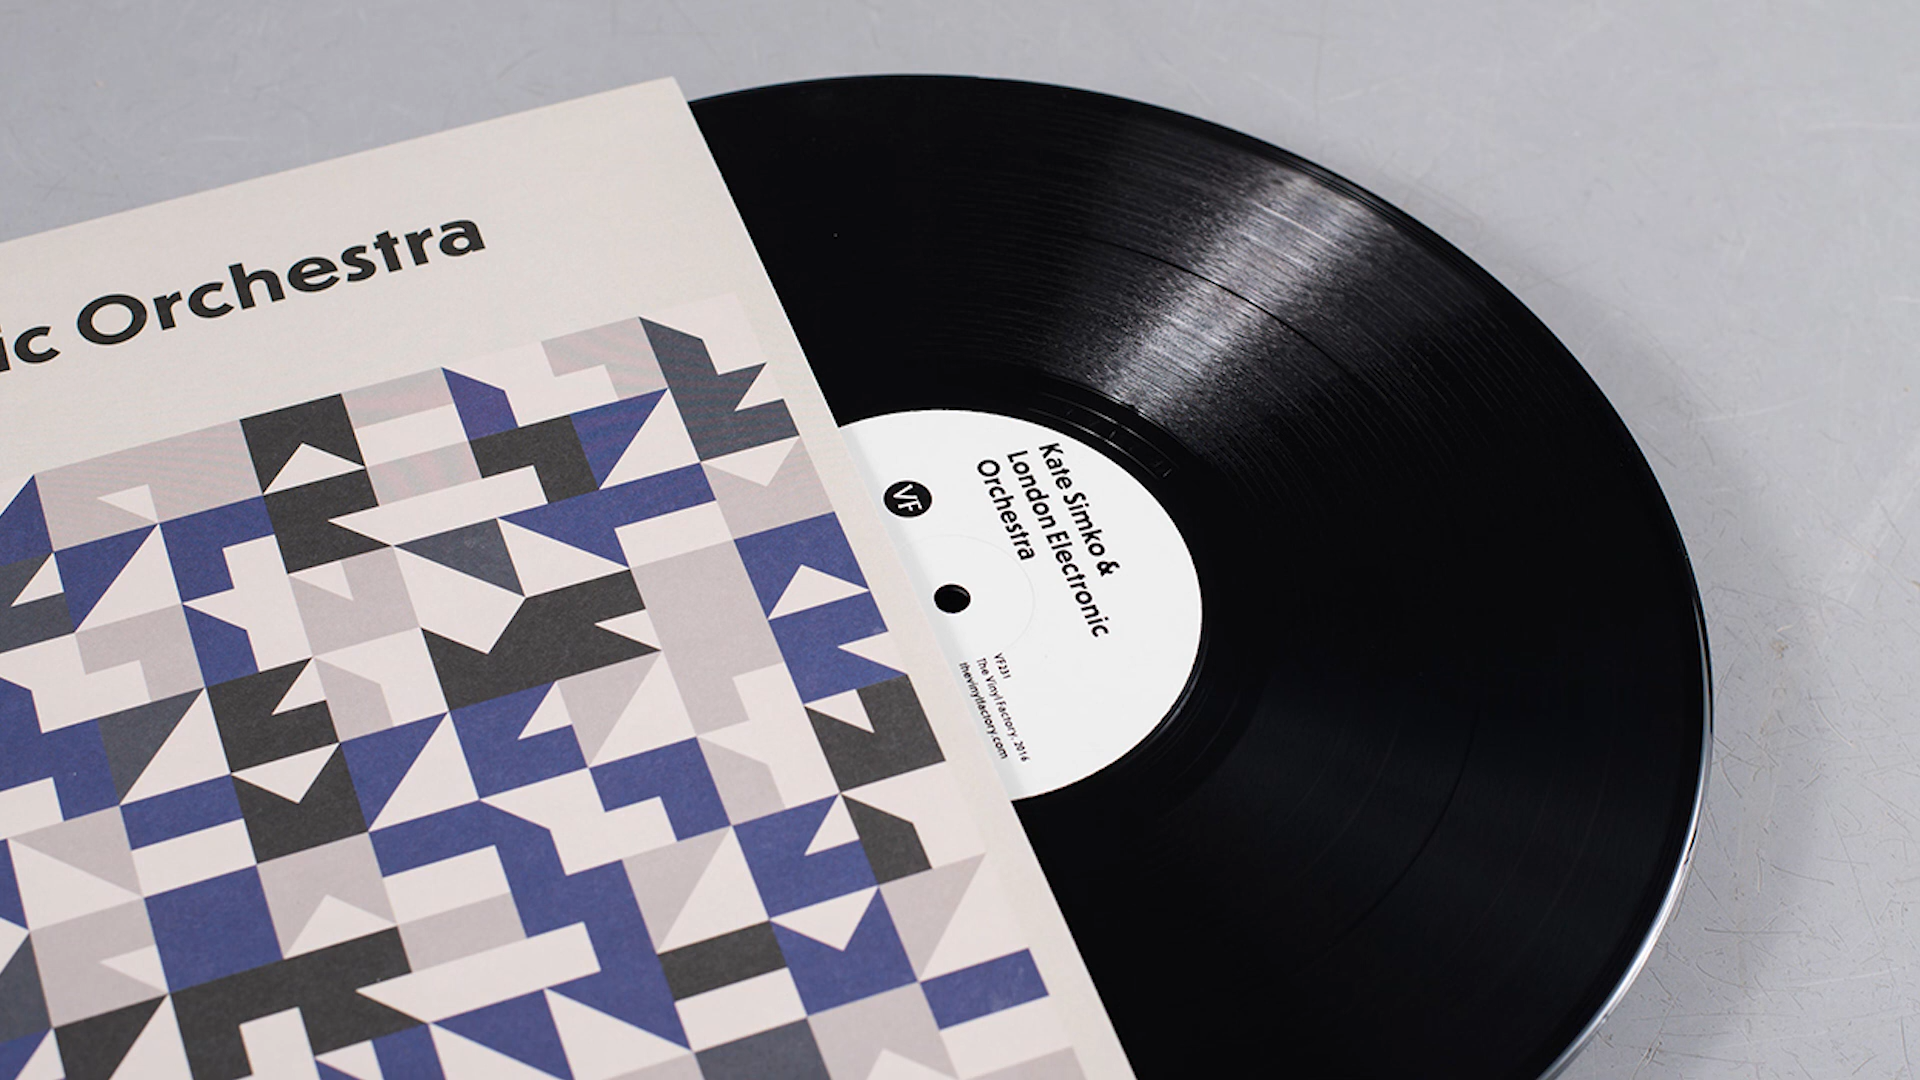 ic Orchestra
Kate Simko &
London Electronic
Orchestra
VF
VF231
The Vinyl Factory, 2016
thevinylfactory.com